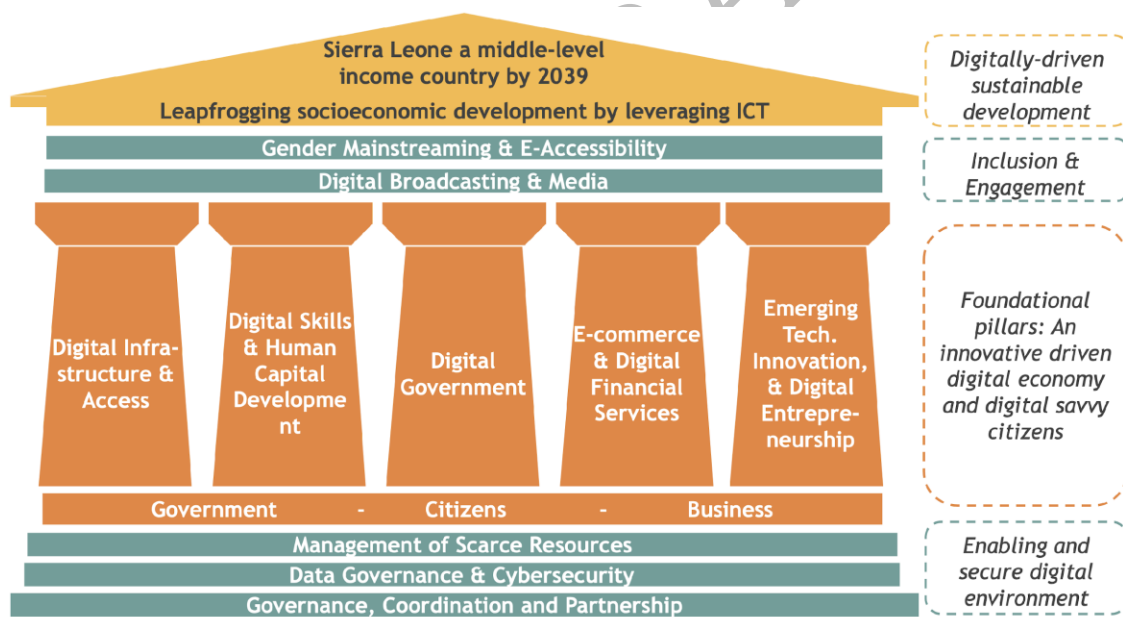 Sierra Leone a middle-level
income country by 2039
Leapfrogging socioeconomic development by leveraging ICT
Digitally-driven
sustainable
development
Gender Mainstreaming & E-Accessibility
Digital Broadcasting & Media
Inclusion &
Engagement
Digital Infra-
structure &
Access
Digital Skills
& Human
Capital
Developme
nt
Digital
Government
E-commerce
& Digital
Financial
Services
Emerging
Tech.
Innovation,
& Digital
Entrepre-
neurship
Foundational
pillars: An
innovative driven
digital economy
and digital savvy
citizens
Government - Citizens - Business
Management of Scarce Resources
Data Governance & Cybersecurity
Governance, Coordination and Partnership
Enabling and
secure digital
environment